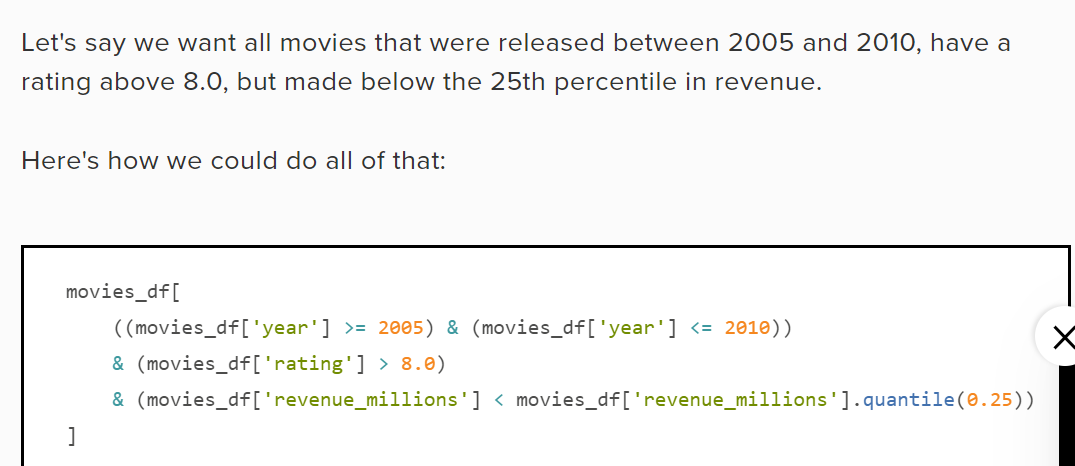 Let's say we want all movies that were released between 2005 and 2010, have a
rating above 8.0, but made below the 25th percentile in revenue.
Here's how we could do all of that:
movies_df[
    ((movies_df['year'] >= 2005) & (movies_df['year'] <= 2010))
    & (movies_df['rating'] > 8.0)
    & (movies_df['revenue_millions'] < movies_df['revenue_millions'].quantile(0.25))
]